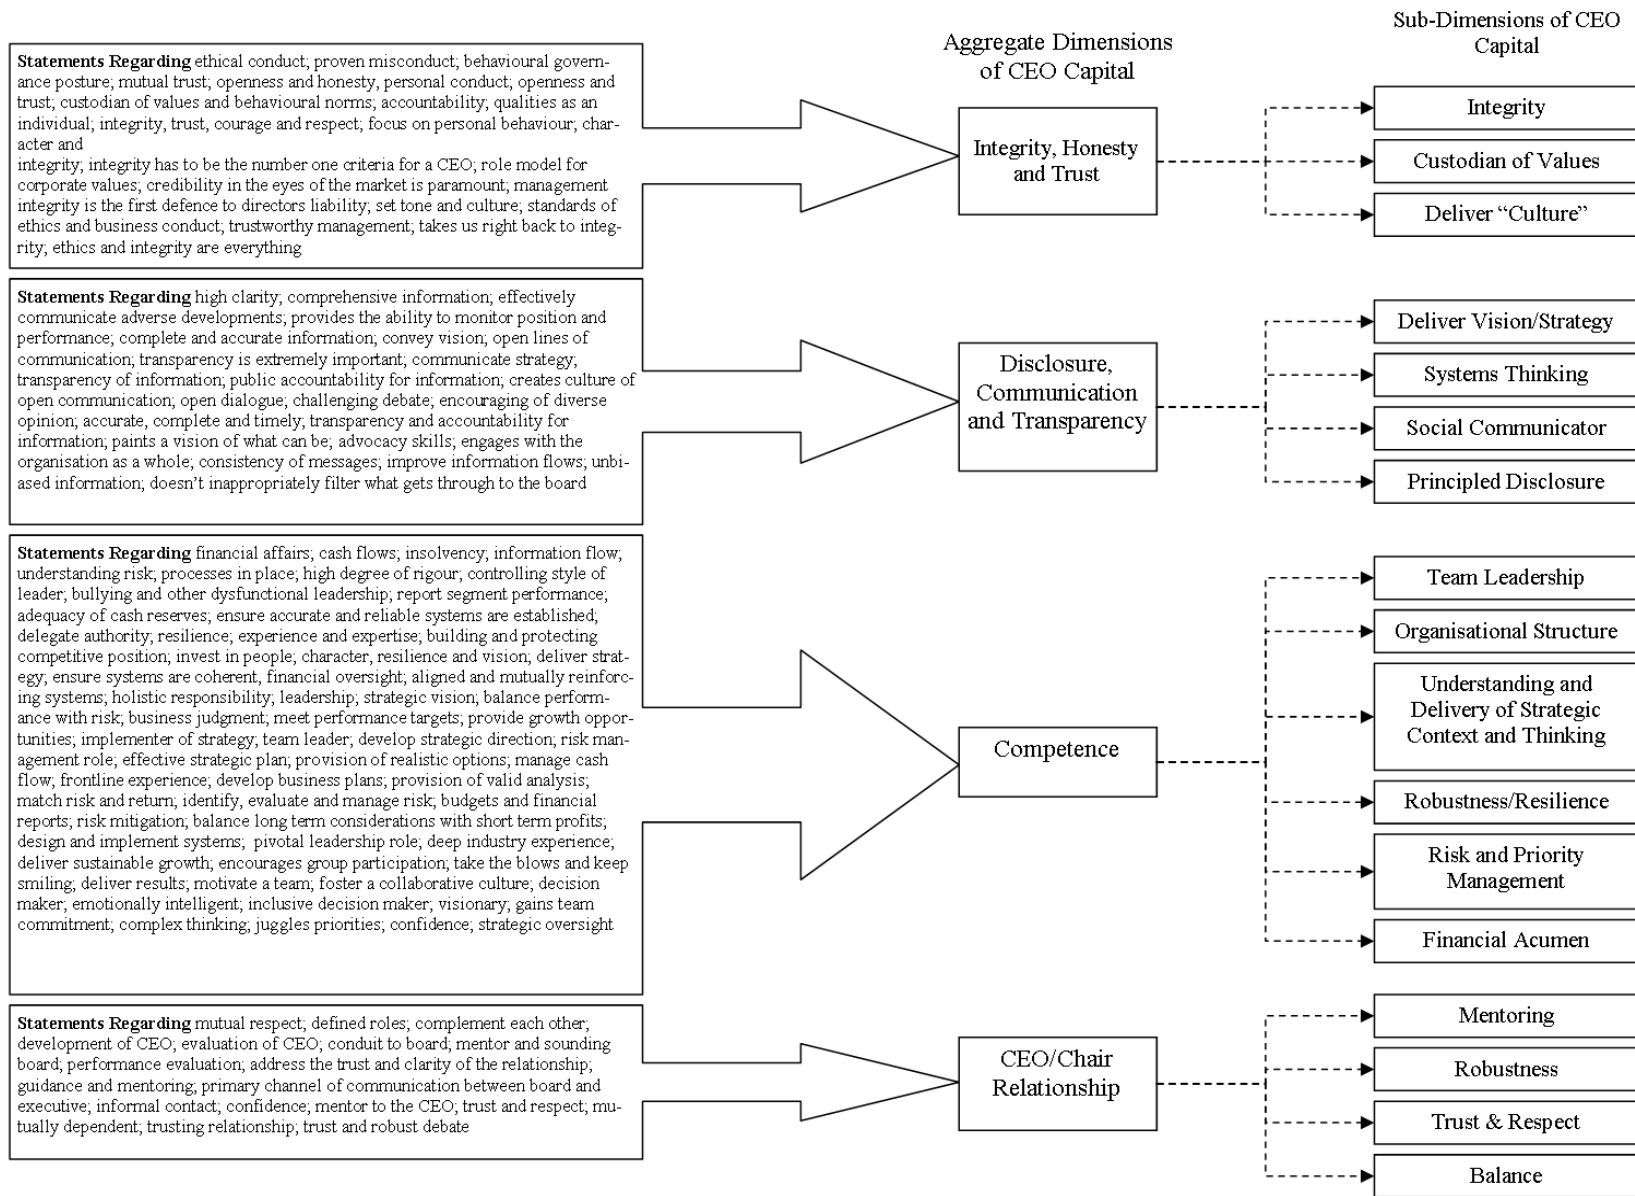 Sub-Dimensions of CEO
Capital
Aggregate Dimensions
of CEO Capital
Statements Regarding ethical conduct; proven misconduct; behavioural gover-
nance posture; mutual trust; openness and honesty, personal conduct; openness and
trust; custodian of values and behavioural norms; accountability; qualities as an
individual; integrity, trust, courage and respect; focus on personal behaviour; char-
acter and
integrity; integrity has to be the number one criteria for a CEO; role model for
corporate values; credibility in the eyes of the market is paramount; management
integrity is the first defence to directors liability; set tone and culture; standards of
ethics and business conduct; trustworthy management; takes us right back to integ-
rity; ethics and integrity are everything
Integrity, Honesty
and Trust
Integrity
Custodian of Values
Deliver “Culture”
Statements Regarding high clarity; comprehensive information; effectively
communicate adverse developments; provides the ability to monitor position and
performance; complete and accurate information; convey vision; open lines of
communication; transparency is extremely important; communicate strategy;
transparency of information; public accountability for information; creates culture of
open communication; open dialogue; challenging debate; encouraging of diverse
opinion; accurate, complete and timely; transparency and accountability for
information; paints a vision of what can be; advocacy skills; engages with the
organisation as a whole; consistency of messages; improve information flows; unbi-
ased information; doesn’t inappropriately filter what gets through to the board
Disclosure,
Communication
and Transparency
Deliver Vision/Strategy
Systems Thinking
Social Communicator
Principled Disclosure
Statements Regarding financial affairs; cash flows; insolvency; information flow;
understanding risk; processes in place; high degree of rigour; controlling style of
leader; bullying and other dysfunctional leadership; report segment performance;
adequacy of cash reserves; ensure accurate and reliable systems are established;
delegate authority; resilience; experience and expertise; building and protecting
competitive position; invest in people; character, resilience and vision; deliver strat-
egy; ensure systems are coherent, financial oversight; aligned and mutually reinforc-
ing systems; holistic responsibility; leadership; strategic vision; balance perform-
ance with risk; business judgment; meet performance targets; provide growth oppor-
tunities; implementer of strategy; team leader; develop strategic direction; risk man-
agement role; effective strategic plan; provision of realistic options; manage cash
flow; frontline experience; develop business plans; provision of valid analysis;
match risk and return; identify, evaluate and manage risk; budgets and financial
reports; risk mitigation; balance long term considerations with short term profits;
design and implement systems;  pivotal leadership role; deep industry experience;
deliver sustainable growth; encourages group participation; take the blows and keep
smiling; deliver results; motivate a team; foster a collaborative culture; decision
maker; emotionally intelligent; inclusive decision maker; visionary; gains team
commitment; complex thinking; juggles priorities; confidence; strategic oversight
Competence
Team Leadership
Organisational Structure
Understanding and
Delivery of Strategic
Context and Thinking
Robustness/Resilience
Risk and Priority
Management
Financial Acumen
Statements Regarding mutual respect; defined roles; complement each other;
development of CEO; evaluation of CEO; conduit to board; mentor and sounding
board; performance evaluation; address the trust and clarity of the relationship;
guidance and mentoring; primary channel of communication between board and
executive; informal contact; confidence; mentor to the CEO; trust and respect; mu-
tually dependent; trusting relationship; trust and robust debate
CEO/Chair
Relationship
Mentoring
Robustness
Trust & Respect
Balance